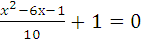 (x²−6x−1)/10 + 1 = 0